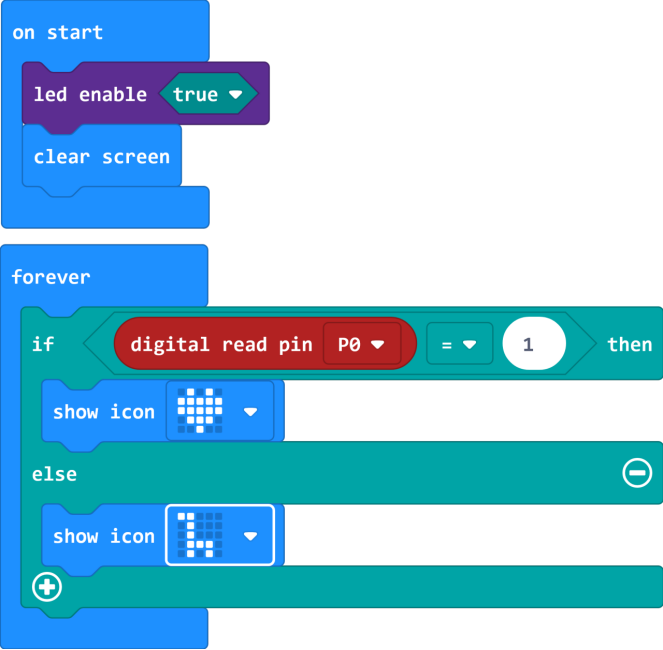 on start
led enable true
clear screen
forever
if digital read pin P0 = 1 then
show icon
else
show icon